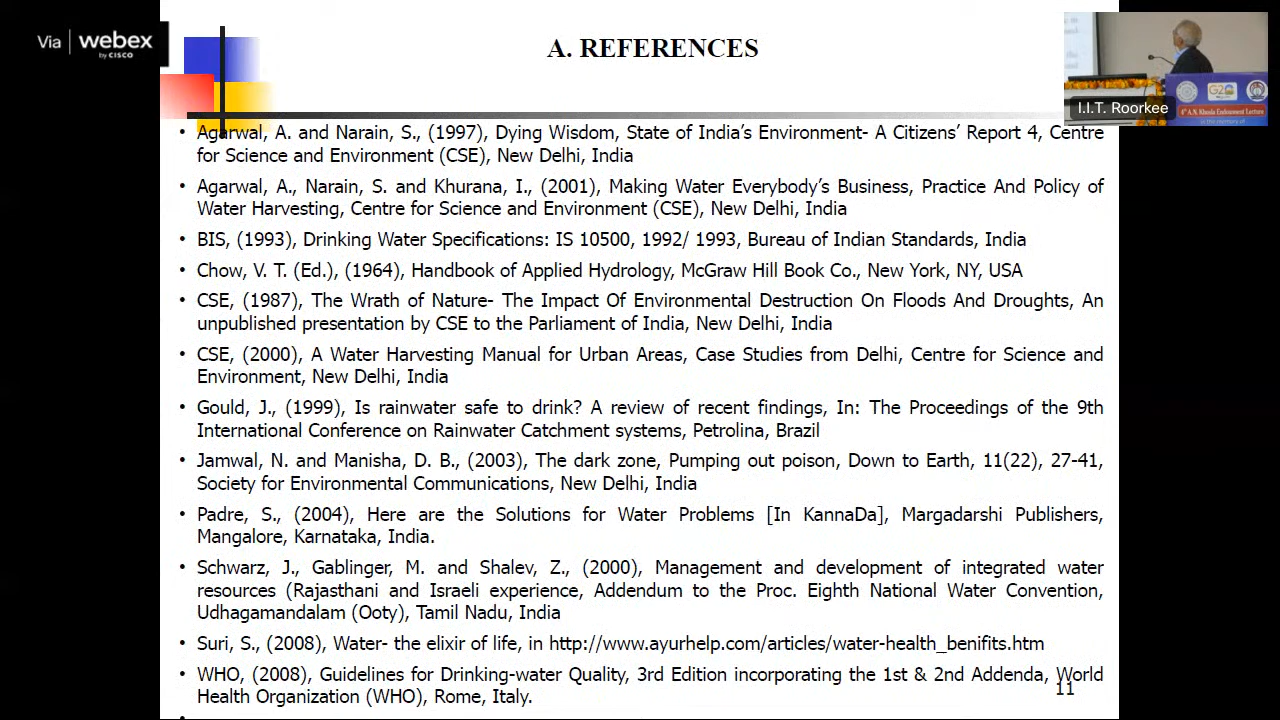 Via | webex
by CISCO
A. REFERENCES
I.I.T. Roorkee
• Agarwal, A. and Narain, S., (1997), Dying Wisdom, State of India's Environment- A Citizens' Report 4, Centre
for Science and Environment (CSE), New Delhi, India
• Agarwal, A., Narain, S. and Khurana, I., (2001), Making Water Everybody's Business, Practice And Policy of
Water Harvesting, Centre for Science and Environment (CSE), New Delhi, India
• BIS, (1993), Drinking Water Specifications: IS 10500, 1992/ 1993, Bureau of Indian Standards, India
• Chow, V. T. (Ed.), (1964), Handbook of Applied Hydrology, McGraw Hill Book Co., New York, NY, USA
• CSE, (1987), The Wrath of Nature- The Impact Of Environmental Destruction On Floods And Droughts, An
unpublished presentation by CSE to the Parliament of India, New Delhi, India
• CSE, (2000), A Water Harvesting Manual for Urban Areas, Case Studies from Delhi, Centre for Science and
Environment, New Delhi, India
• Gould, J., (1999), Is rainwater safe to drink? A review of recent findings, In: The Proceedings of the 9th
International Conference on Rainwater Catchment systems, Petrolina, Brazil
• Jamwal, N. and Manisha, D. B., (2003), The dark zone, Pumping out poison, Down to Earth, 11(22), 27-41,
Society for Environmental Communications, New Delhi, India
• Padre, S., (2004), Here are the Solutions for Water Problems [In KannaDa], Margadarshi Publishers,
Mangalore, Karnataka, India.
• Schwarz, J., Gablinger, M. and Shalev, Z., (2000), Management and development of integrated water
resources (Rajasthani and Israeli experience, Addendum to the Proc. Eighth National Water Convention,
Udhagamandalam (Ooty), Tamil Nadu, India
• Suri, S., (2008), Water- the elixir of life, in http://www.ayurhelp.com/articles/water-health_benifits.htm
• WHO, (2008), Guidelines for Drinking-water Quality, 3rd Edition incorporating the 1st & 2nd Addenda, World
Health Organization (WHO), Rome, Italy.
11